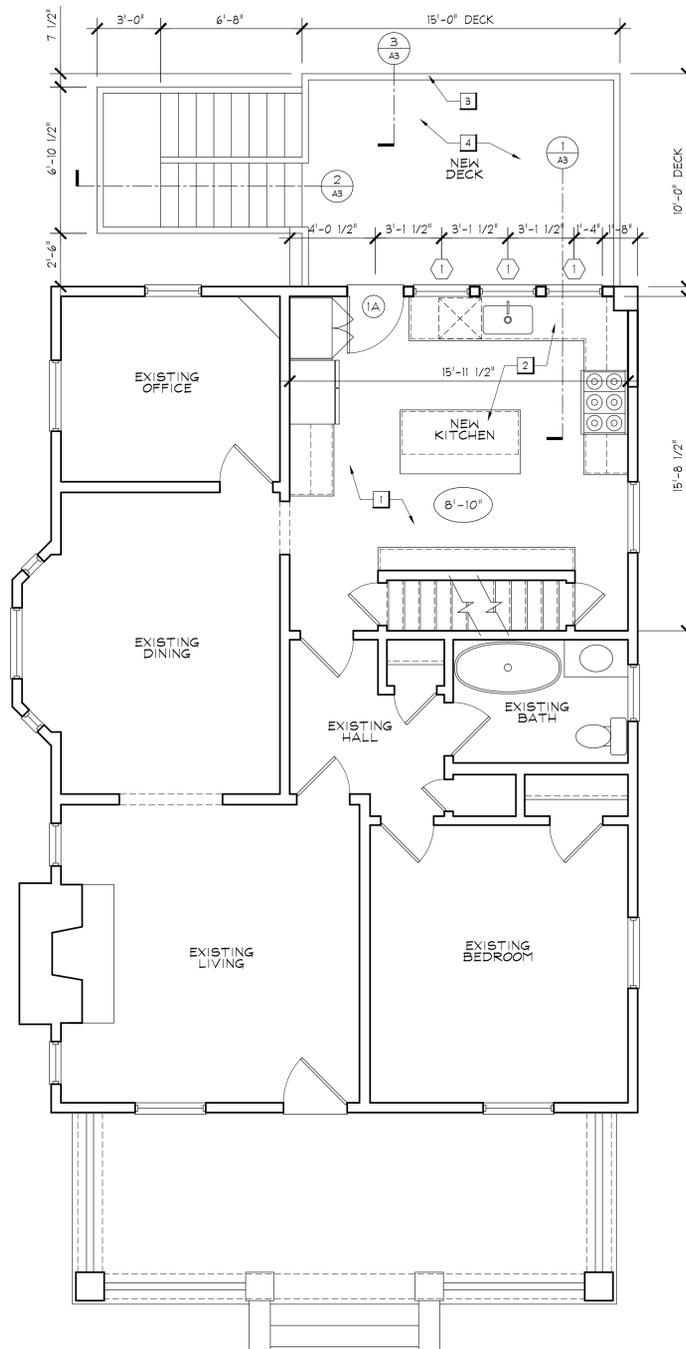 3'-0"
6'-8"
15'-0" DECK
7 1/2"
3
A3
3
1
A3
4
NEW
DECK
6'-10 1/2"
2
A3
10'-0" DECK
4'-0 1/2"
3'-1 1/2"
3'-1 1/2"
3'-1 1/2"
1'-4"
1'-8"
2'-6"
1
1
1
1A
EXISTING
OFFICE
15'-11 1/2"
2
NEW
KITCHEN
15'-8 1/2"
1
8'-10"
EXISTING
DINING
EXISTING
HALL
EXISTING
BATH
EXISTING
LIVING
EXISTING
BEDROOM